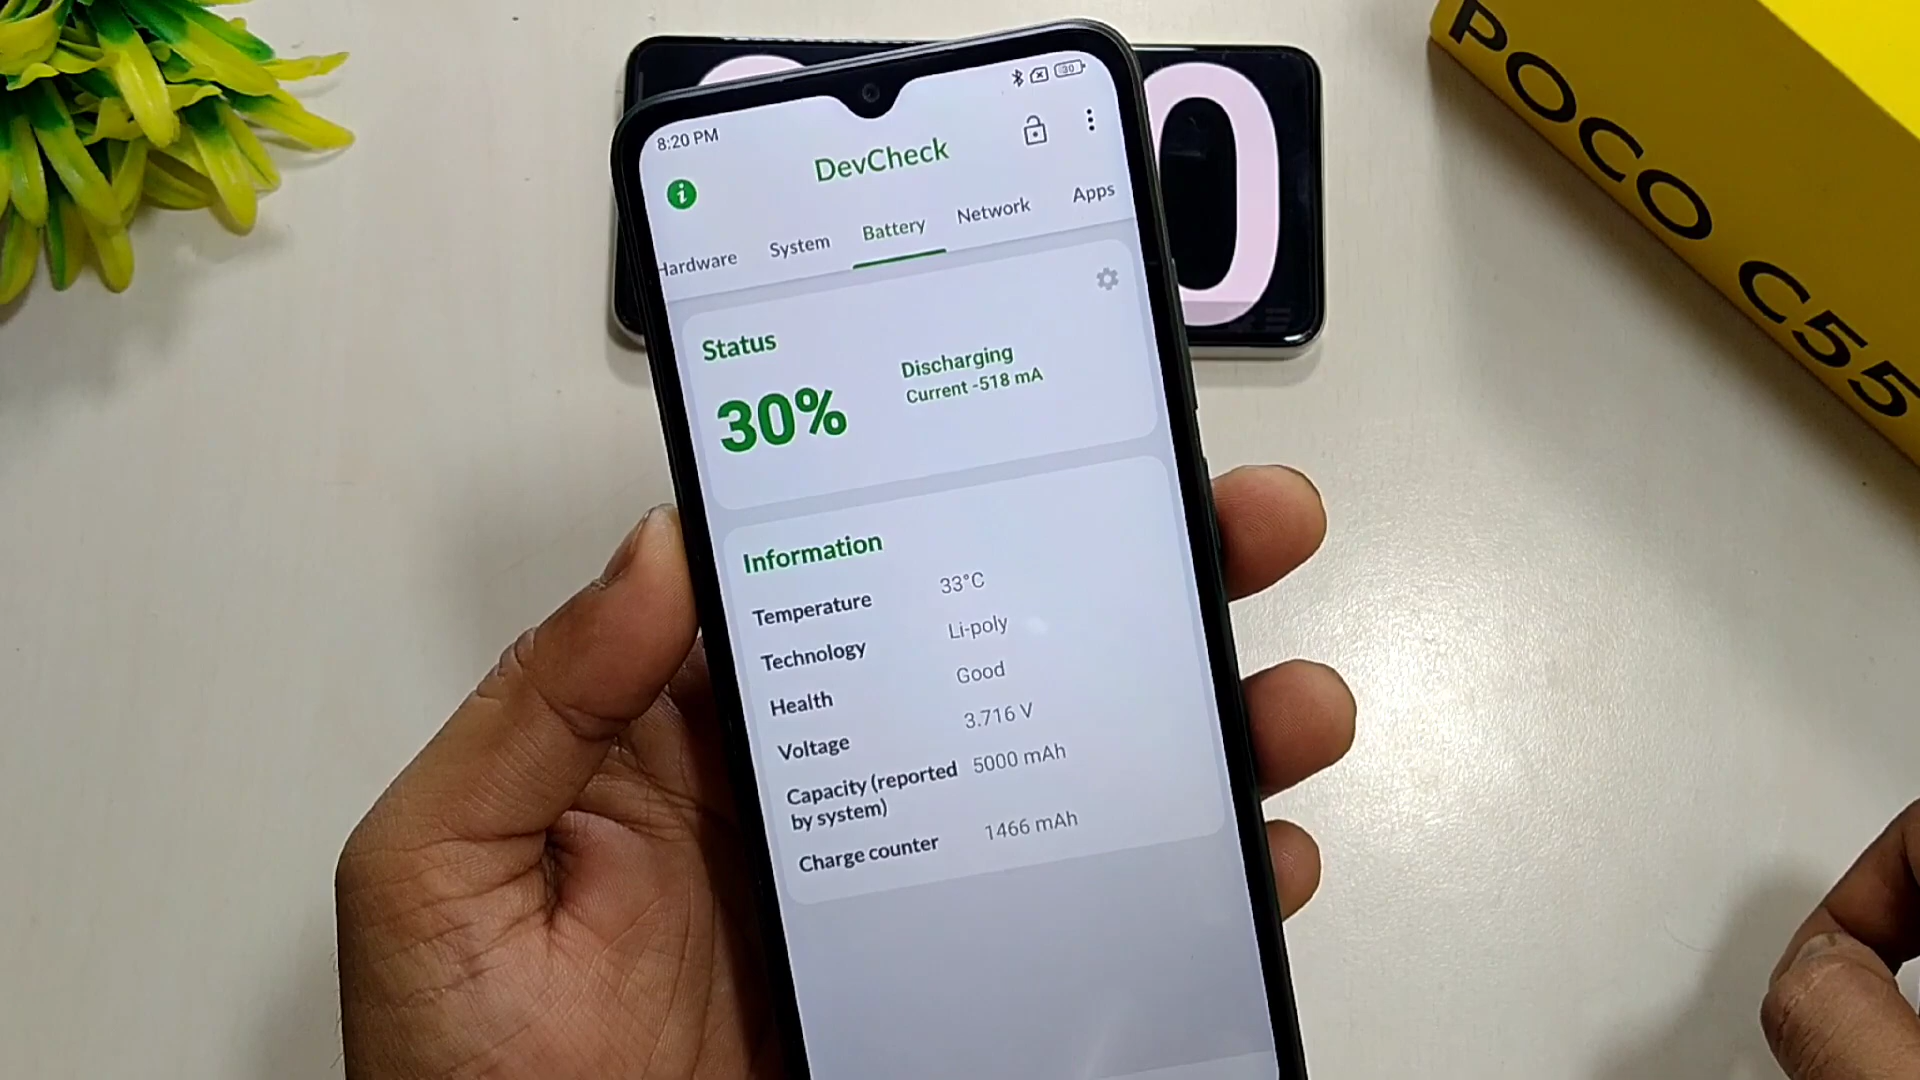 8:20 PM
30
DevCheck
Hardware System Battery Network Apps
Status
30%
Discharging
Current -518 mA
Information
Temperature 33°C
Technology Li-poly
Health Good
Voltage 3.716 V
Capacity (reported 5000 mAh
by system)
Charge counter 1466 mAh
POCO C55
0